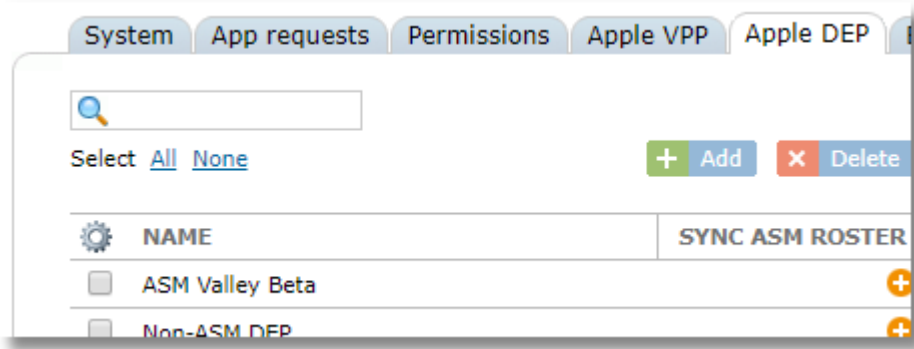 System App requests Permissions Apple VPP Apple DEP
Select All None Add Delete
NAME SYNC ASM ROSTER
ASM Valley Beta
Non-ASM DEP